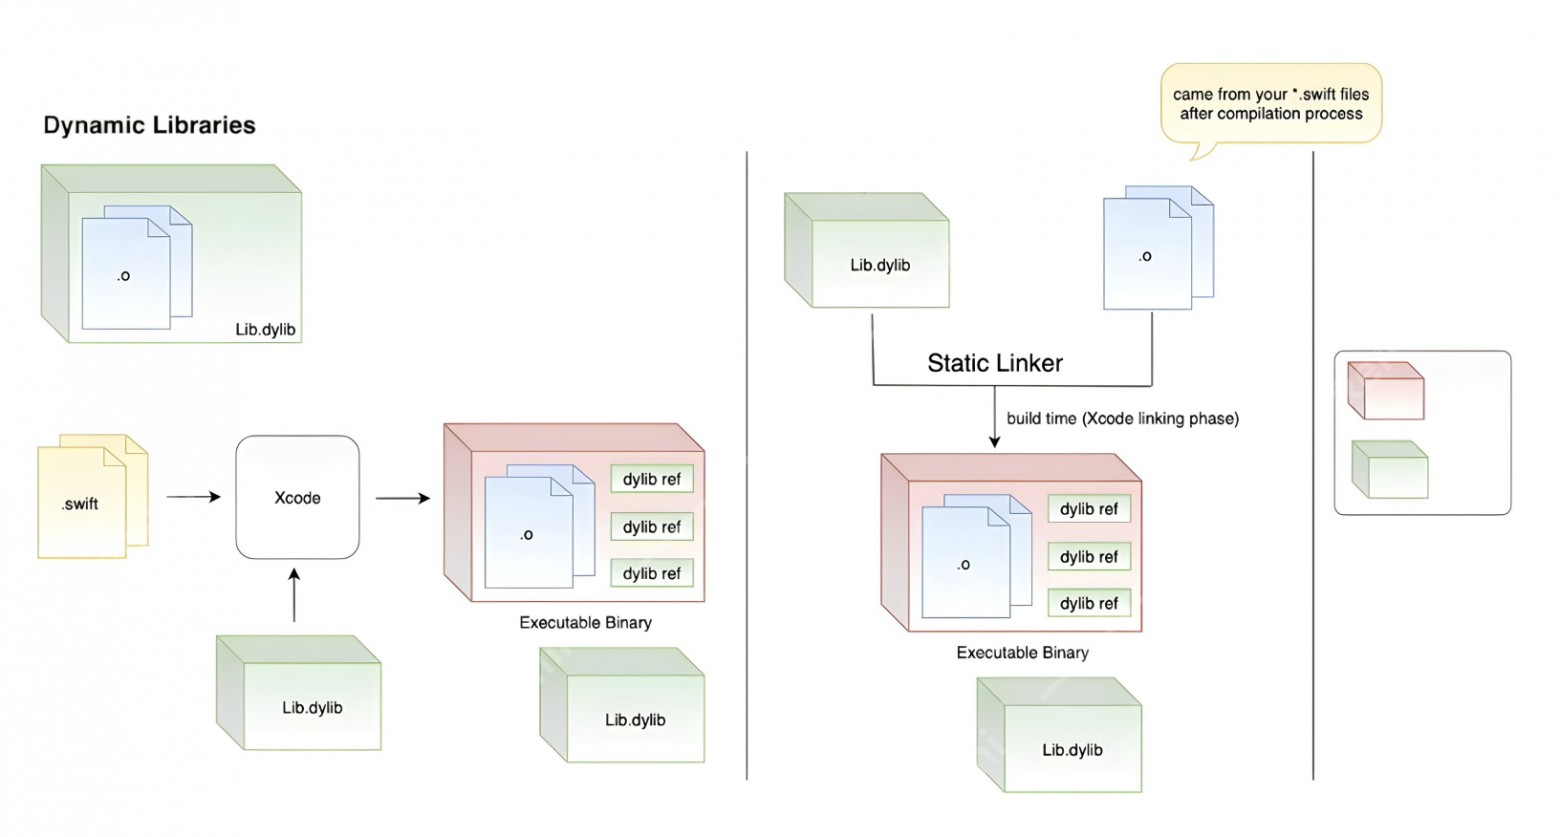 Dynamic Libraries
.o
Lib.dylib
.swift
Xcode
.o
dylib ref
dylib ref
dylib ref
Executable Binary
Lib.dylib
Lib.dylib
came from your *.swift files
after compilation process
Lib.dylib
.o
Static Linker
build time (Xcode linking phase)
.o
dylib ref
dylib ref
dylib ref
Executable Binary
Lib.dylib